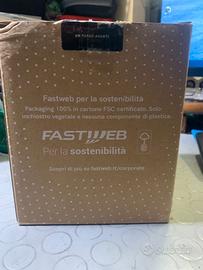 Fastweb per la sostenibilità
Packaging 100% in cartone FSC certificato. Solo
inchiostro vegetale e nessuna componente di plastica.
FASTWEB
Per la sostenibilità
Scopri di più su fastweb.it/corporate